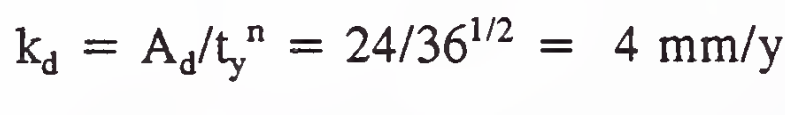 k_d = A_d/t_y^n = 24/36^1/2 = 4 mm/y